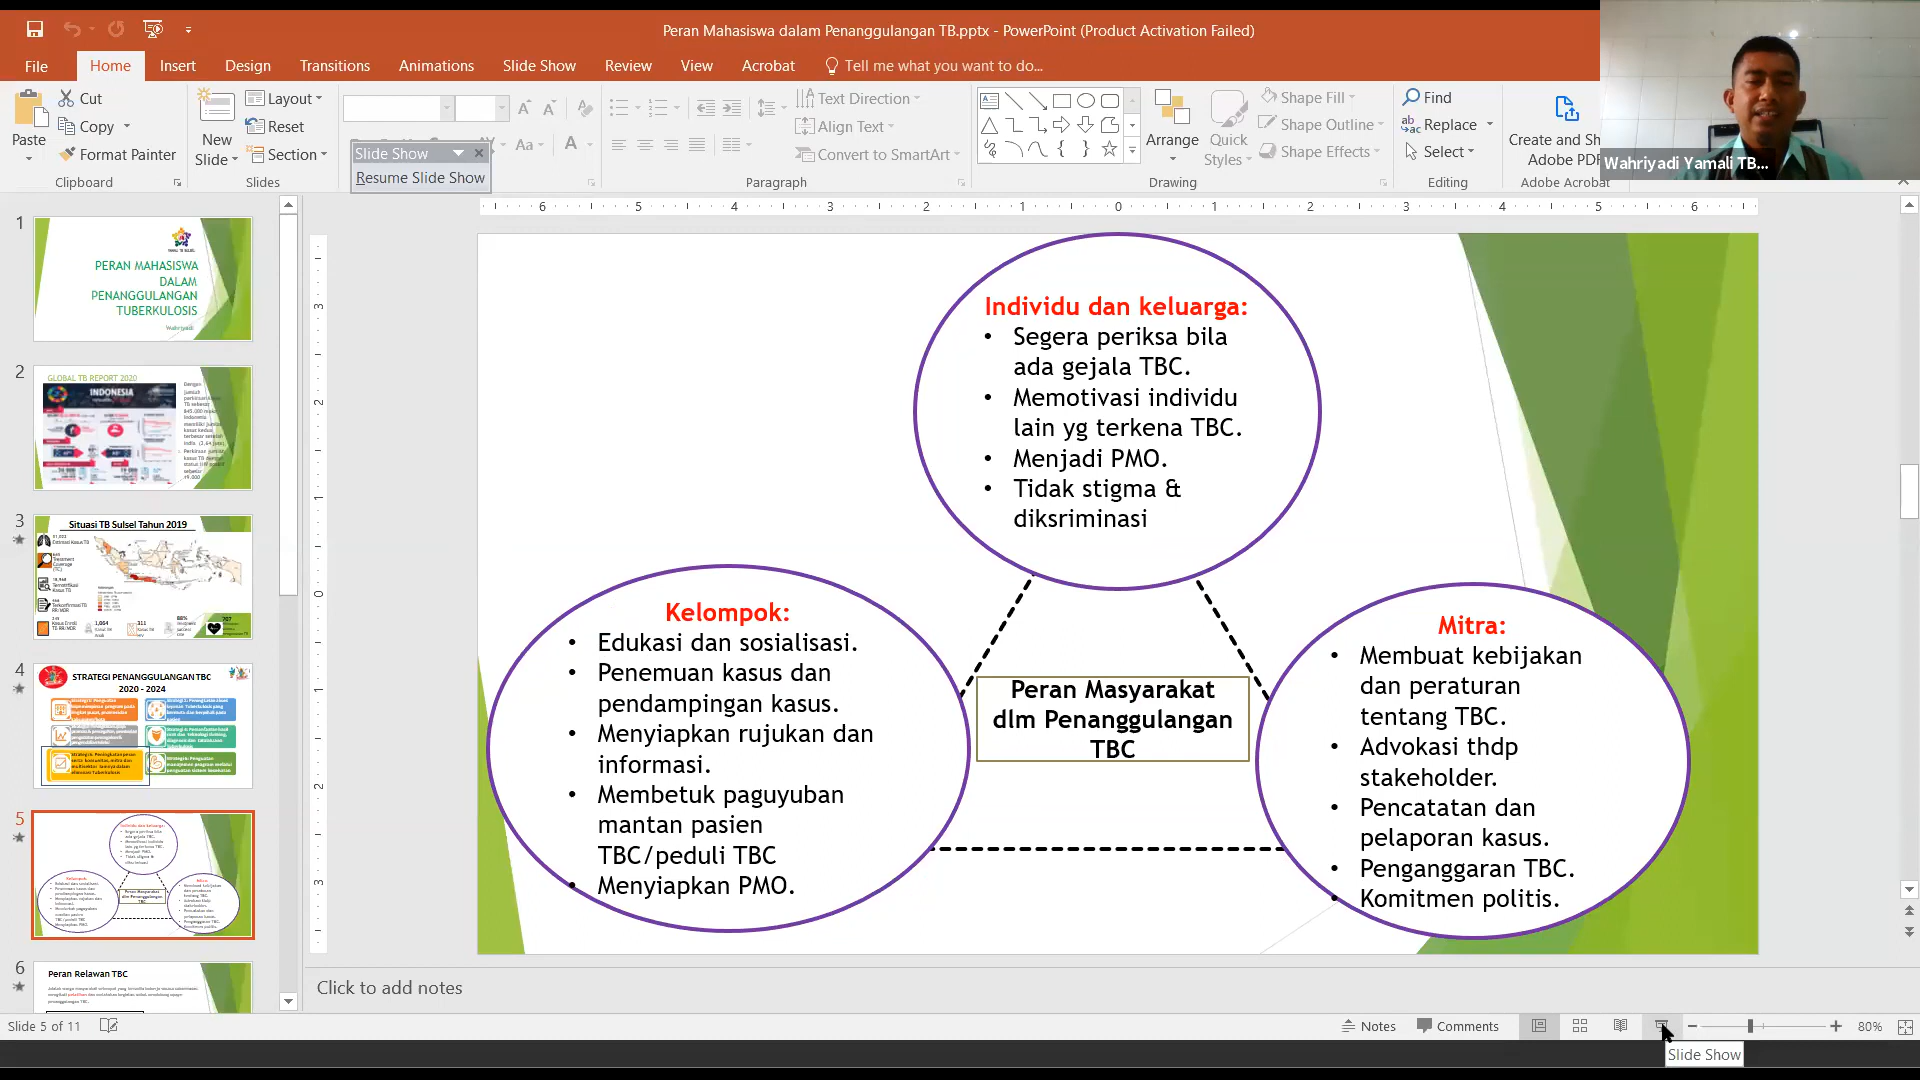 Peran Mahasiswa dalam Penanggulangan TB.pptx - PowerPoint (Product Activation Failed)
File Home Insert Design Transitions Animations Slide Show Review View Acrobat Tell me what you want to do...
Paste
Cut
Copy
Format Painter
Clipboard
New Slide
Layout
Reset
Section
Slides
Slide Show
Resume Slide Show
Text Direction
Align Text
Convert to SmartArt
Paragraph
Arrange
Quick Styles
Shape Fill
Shape Outline
Shape Effects
Drawing
Find
Replace
Select
Editing
Create and Sh
Adobe PDF
Adobe Acrobat
Wahriyadi Yamali TB...
1
PERAN MAHASISWA
DALAM
PENANGGULANGAN
TUBERKULOSIS
Wahriyadi
2
GLOBAL TB REPORT 2020
INDONESIA
3
Situasi TB Sulsel Tahun 2019
4
STRATEGI PENANGGULANGAN TBC
2020 - 2024
5
6
Peran Relawan TBC
Individu dan keluarga:
• Segera periksa bila
ada gejala TBC.
• Memotivasi individu
lain yg terkena TBC.
• Menjadi PMO.
• Tidak stigma &
diksriminasi
Kelompok:
• Edukasi dan sosialisasi.
• Penemuan kasus dan
pendampingan kasus.
• Menyiapkan rujukan dan
informasi.
• Membetuk paguyuban
mantan pasien
TBC/peduli TBC
• Menyiapkan PMO.
Peran Masyarakat
dlm Penanggulangan
TBC
Mitra:
• Membuat kebijakan
dan peraturan
tentang TBC.
• Advokasi thdp
stakeholder.
• Pencatatan dan
pelaporan kasus.
• Penganggaran TBC.
• Komitmen politis.
Click to add notes
Slide 5 of 11
Notes Comments 80%
Slide Show